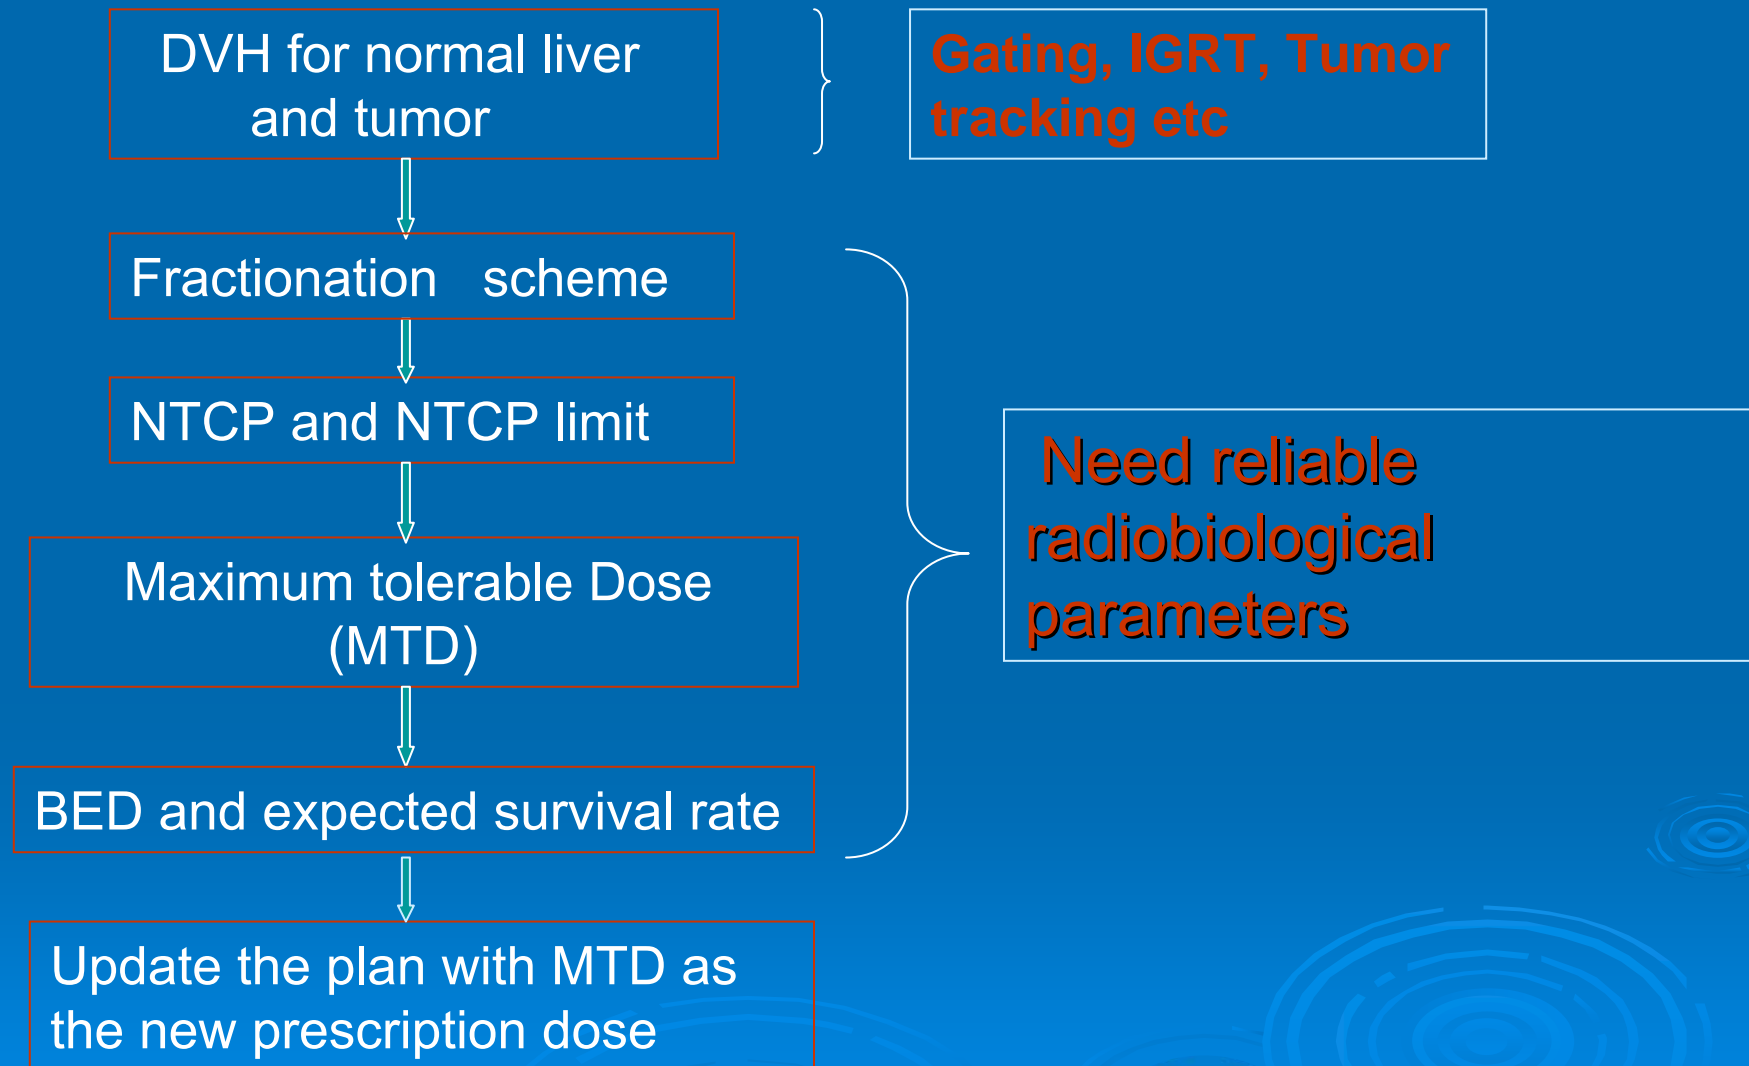 DVH for normal liver
and tumor
Gating, IGRT, Tumor
tracking etc
Fractionation scheme
NTCP and NTCP limit
Maximum tolerable Dose
(MTD)
BED and expected survival rate
Update the plan with MTD as
the new prescription dose
Need reliable
radiobiological
parameters